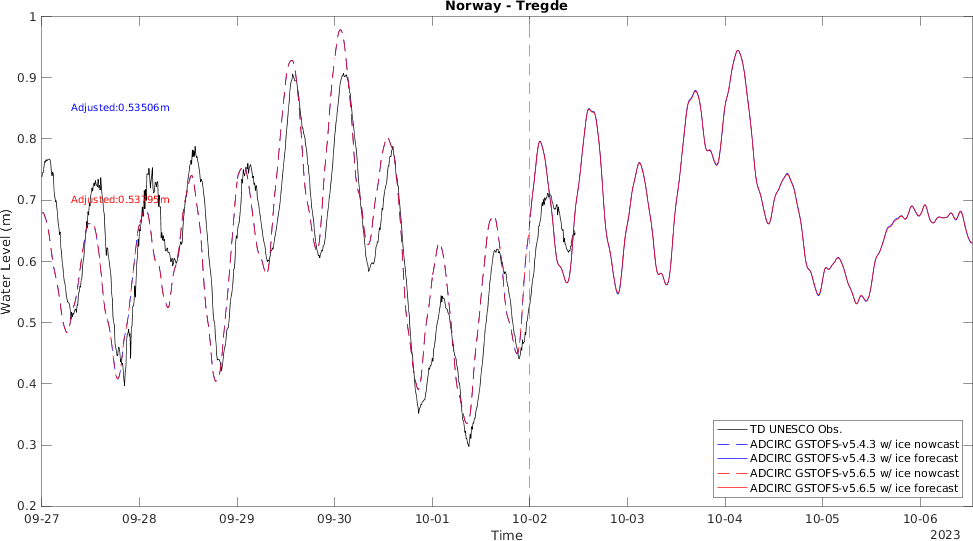 Norway - Tregde
1
0.9
0.8
0.7
0.6
0.5
0.4
0.3
0.2
Water Level (m)
Adjusted:0.53506m
Adjusted:0.53795m
TD UNESCO Obs.
ADCIRC GSTOFS-v5.4.3 w/ ice nowcast
ADCIRC GSTOFS-v5.4.3 w/ ice forecast
ADCIRC GSTOFS-v5.6.5 w/ ice nowcast
ADCIRC GSTOFS-v5.6.5 w/ ice forecast
09-27 09-28 09-29 09-30 10-01 10-02 10-03 10-04 10-05 10-06
Time
2023